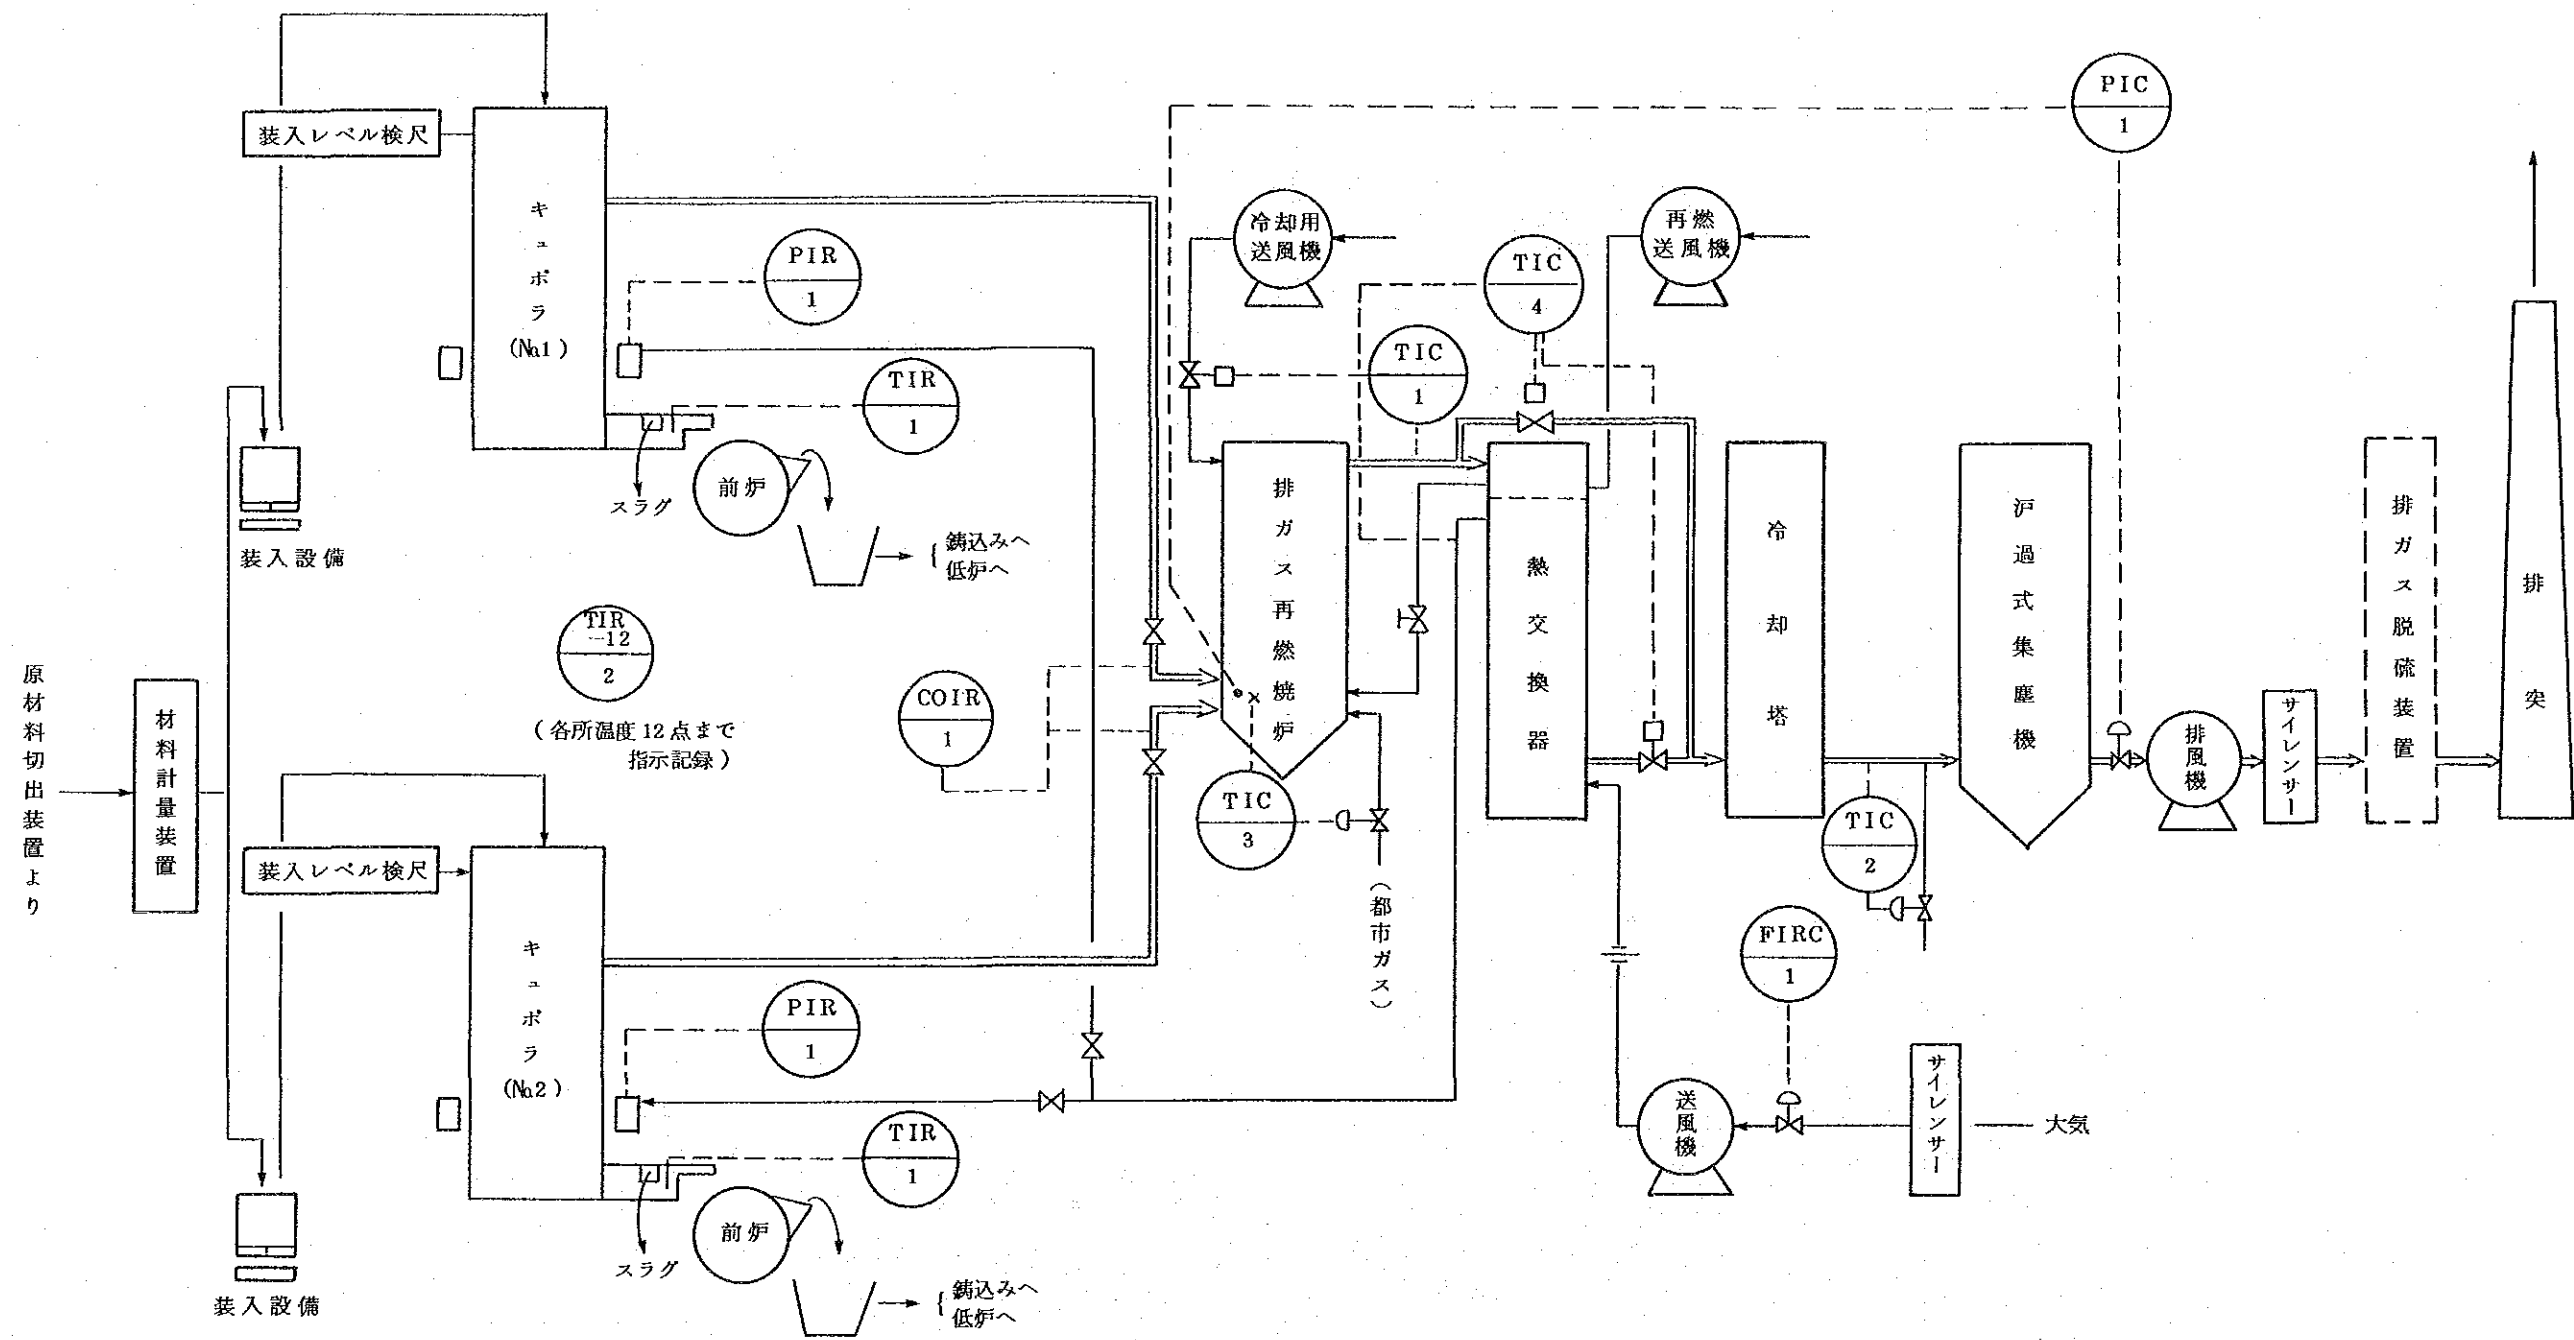 装入レベル検尺
キュポラ
(No.1)
PIR
1
TIR
1
スラグ
前炉
鋳込みへ
低炉へ
装入設備
原材料切出装置より
材料計量装置
TIR
-12
2
(各所温度12点まで
指示記録)
COIR
1
装入レベル検尺
キュポラ
(No.2)
PIR
1
TIR
1
スラグ
前炉
鋳込みへ
低炉へ
装入設備
冷却用
送風機
TIC
1
TIC
4
再燃
送風機
PIC
1
排ガス再燃焼炉
TIC
3
(都市ガス)
熱交換器
冷却塔
TIC
2
沪過式集塵機
排風機
サイレンサー
排ガス脱硫装置
排突
FIRC
1
送風機
サイレンサー
大気